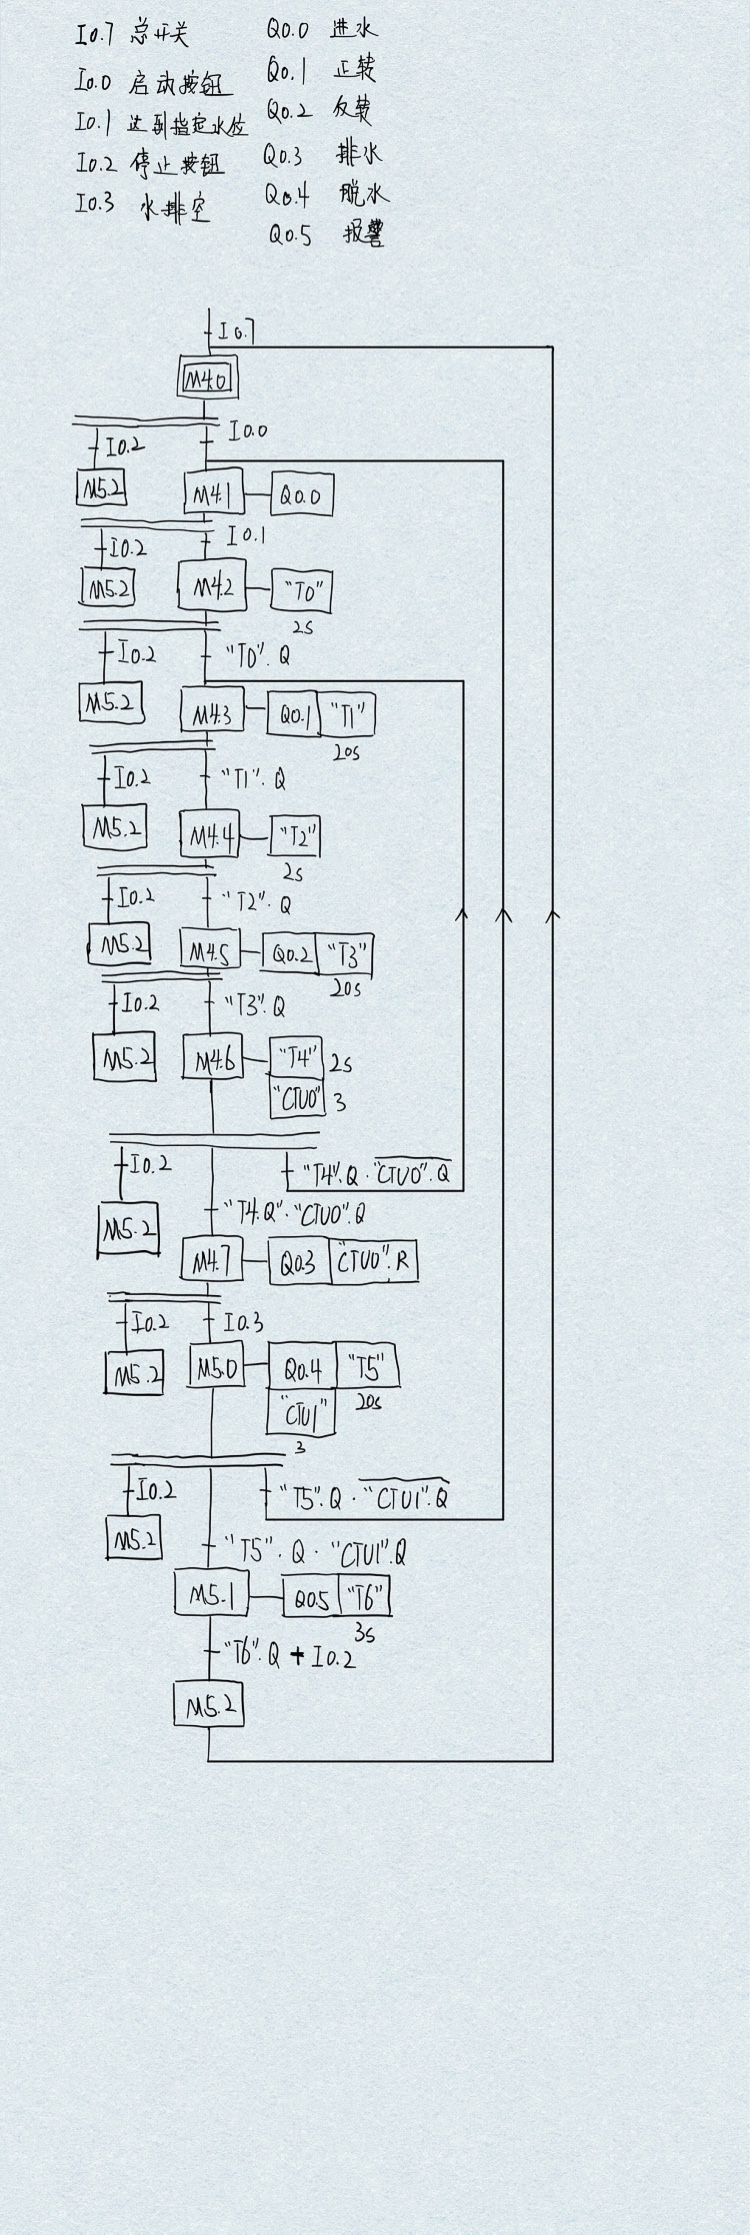 I0.7 总开关
I0.0 启动按钮
I0.1 达到指定水位
I0.2 停止按钮
I0.3 水排空
Q0.0 进水
Q0.1 正转
Q0.2 反转
Q0.3 排水
Q0.4 脱水
Q0.5 报警
I0.7
M4.0
I0.2 I0.0
M5.2 M4.1 Q0.0
I0.2 I0.1
M5.2 M4.2 "T0"
2s
I0.2 "T0".Q
M5.2 M4.3 Q0.1 "T1"
20s
I0.2 "T1".Q
M5.2 M4.4 "T2"
2s
I0.2 "T2".Q
M5.2 M4.5 Q0.2 "T3"
20s
I0.2 "T3".Q
M5.2 M4.6 "T4" 2s
"CTU0" 3
I0.2 "T4".Q · "CTU0".Q
M5.2 "T4.Q"·"CTU0".Q
M4.7 Q0.3 "CTU0".R
I0.2 I0.3
M5.2 M5.0 Q0.4 "T5"
"CTU1" 20s
3
I0.2 "T5".Q · "CTU1".Q
M5.2 "T5".Q · "CTU1".Q
M5.1 Q0.5 "T6"
3s
"T6".Q + I0.2
M5.2